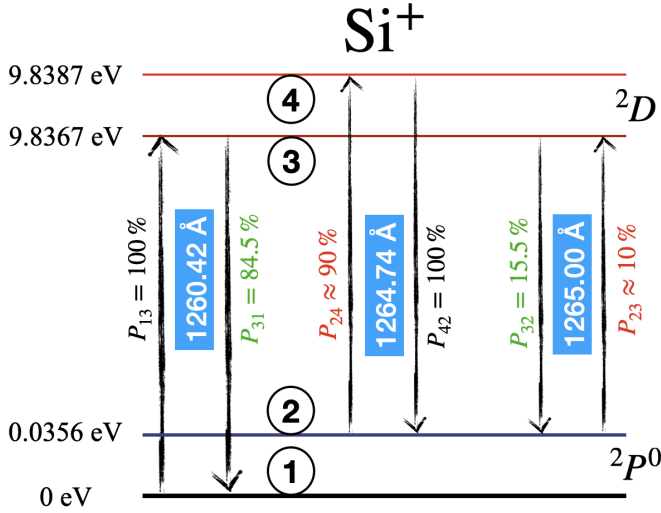 Si⁺
9.8387 eV
④
²D
9.8367 eV
③
P₁₃ = 100 %
1260.42 Å
P₃₁ = 84.5 %
P₂₄ ≈ 90 %
1264.74 Å
P₄₂ = 100 %
P₃₂ = 15.5 %
1265.00 Å
P₂₃ ≈ 10 %
②
0.0356 eV
①
²P⁰
0 eV